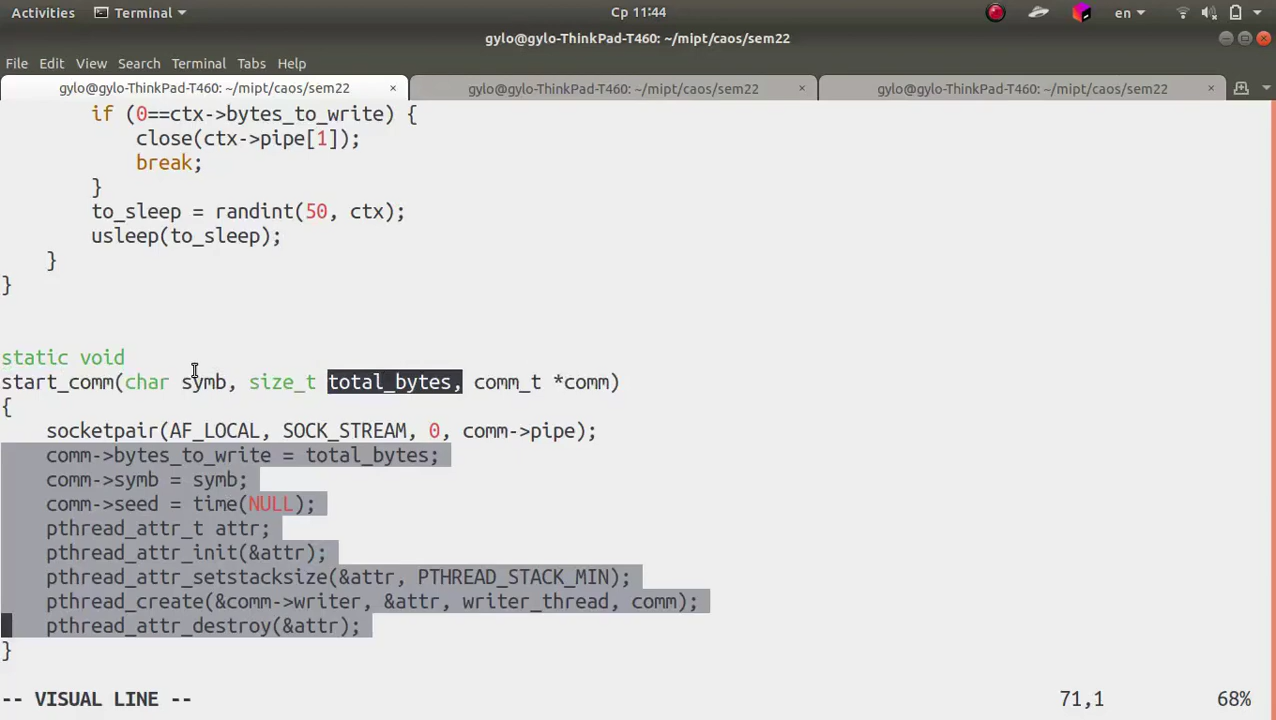 Activities Terminal Ср 11:44 en
gylo@gylo-ThinkPad-T460: ~/mipt/caos/sem22
File Edit View Search Terminal Tabs Help
gylo@gylo-ThinkPad-T460: ~/mipt/caos/sem22 × gylo@gylo-ThinkPad-T460: ~/mipt/caos/sem22 × gylo@gylo-ThinkPad-T460: ~/mipt/caos/sem22 ×
        if (0==ctx->bytes_to_write) {
            close(ctx->pipe[1]);
            break;
        }
        to_sleep = randint(50, ctx);
        usleep(to_sleep);
    }
}
static void
start_comm(char symb, size_t total_bytes, comm_t *comm)
{
    socketpair(AF_LOCAL, SOCK_STREAM, 0, comm->pipe);
    comm->bytes_to_write = total_bytes;
    comm->symb = symb;
    comm->seed = time(NULL);
    pthread_attr_t attr;
    pthread_attr_init(&attr);
    pthread_attr_setstacksize(&attr, PTHREAD_STACK_MIN);
    pthread_create(&comm->writer, &attr, writer_thread, comm);
    pthread_attr_destroy(&attr);
}
-- VISUAL LINE -- 71,1 68%